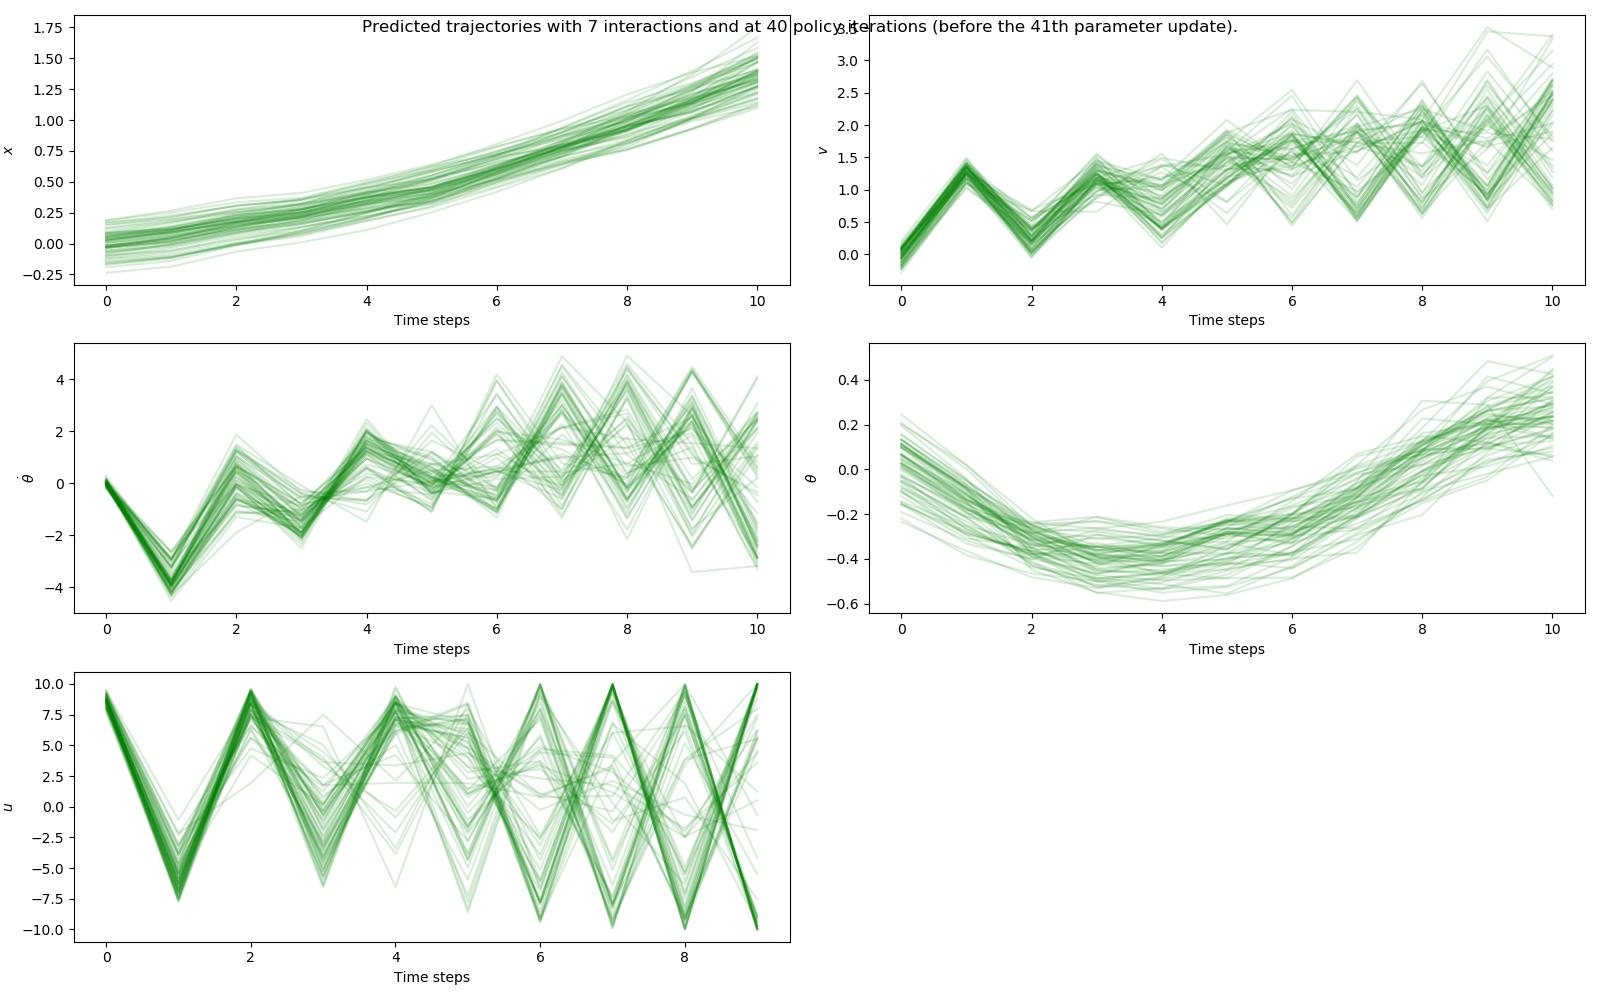 Predicted trajectories with 7 interactions and at 40 policy iterations (before the 41th parameter update).
1.75
1.50
1.25
1.00
0.75
0.50
0.25
0.00
−0.25
x
0 2 4 6 8 10
Time steps
3.5
3.0
2.5
2.0
1.5
1.0
0.5
0.0
v
0 2 4 6 8 10
Time steps
4
2
0
−2
−4
θ̇
0 2 4 6 8 10
Time steps
0.4
0.2
0.0
−0.2
−0.4
−0.6
θ
0 2 4 6 8 10
Time steps
10.0
7.5
5.0
2.5
0.0
−2.5
−5.0
−7.5
−10.0
u
0 2 4 6 8
Time steps